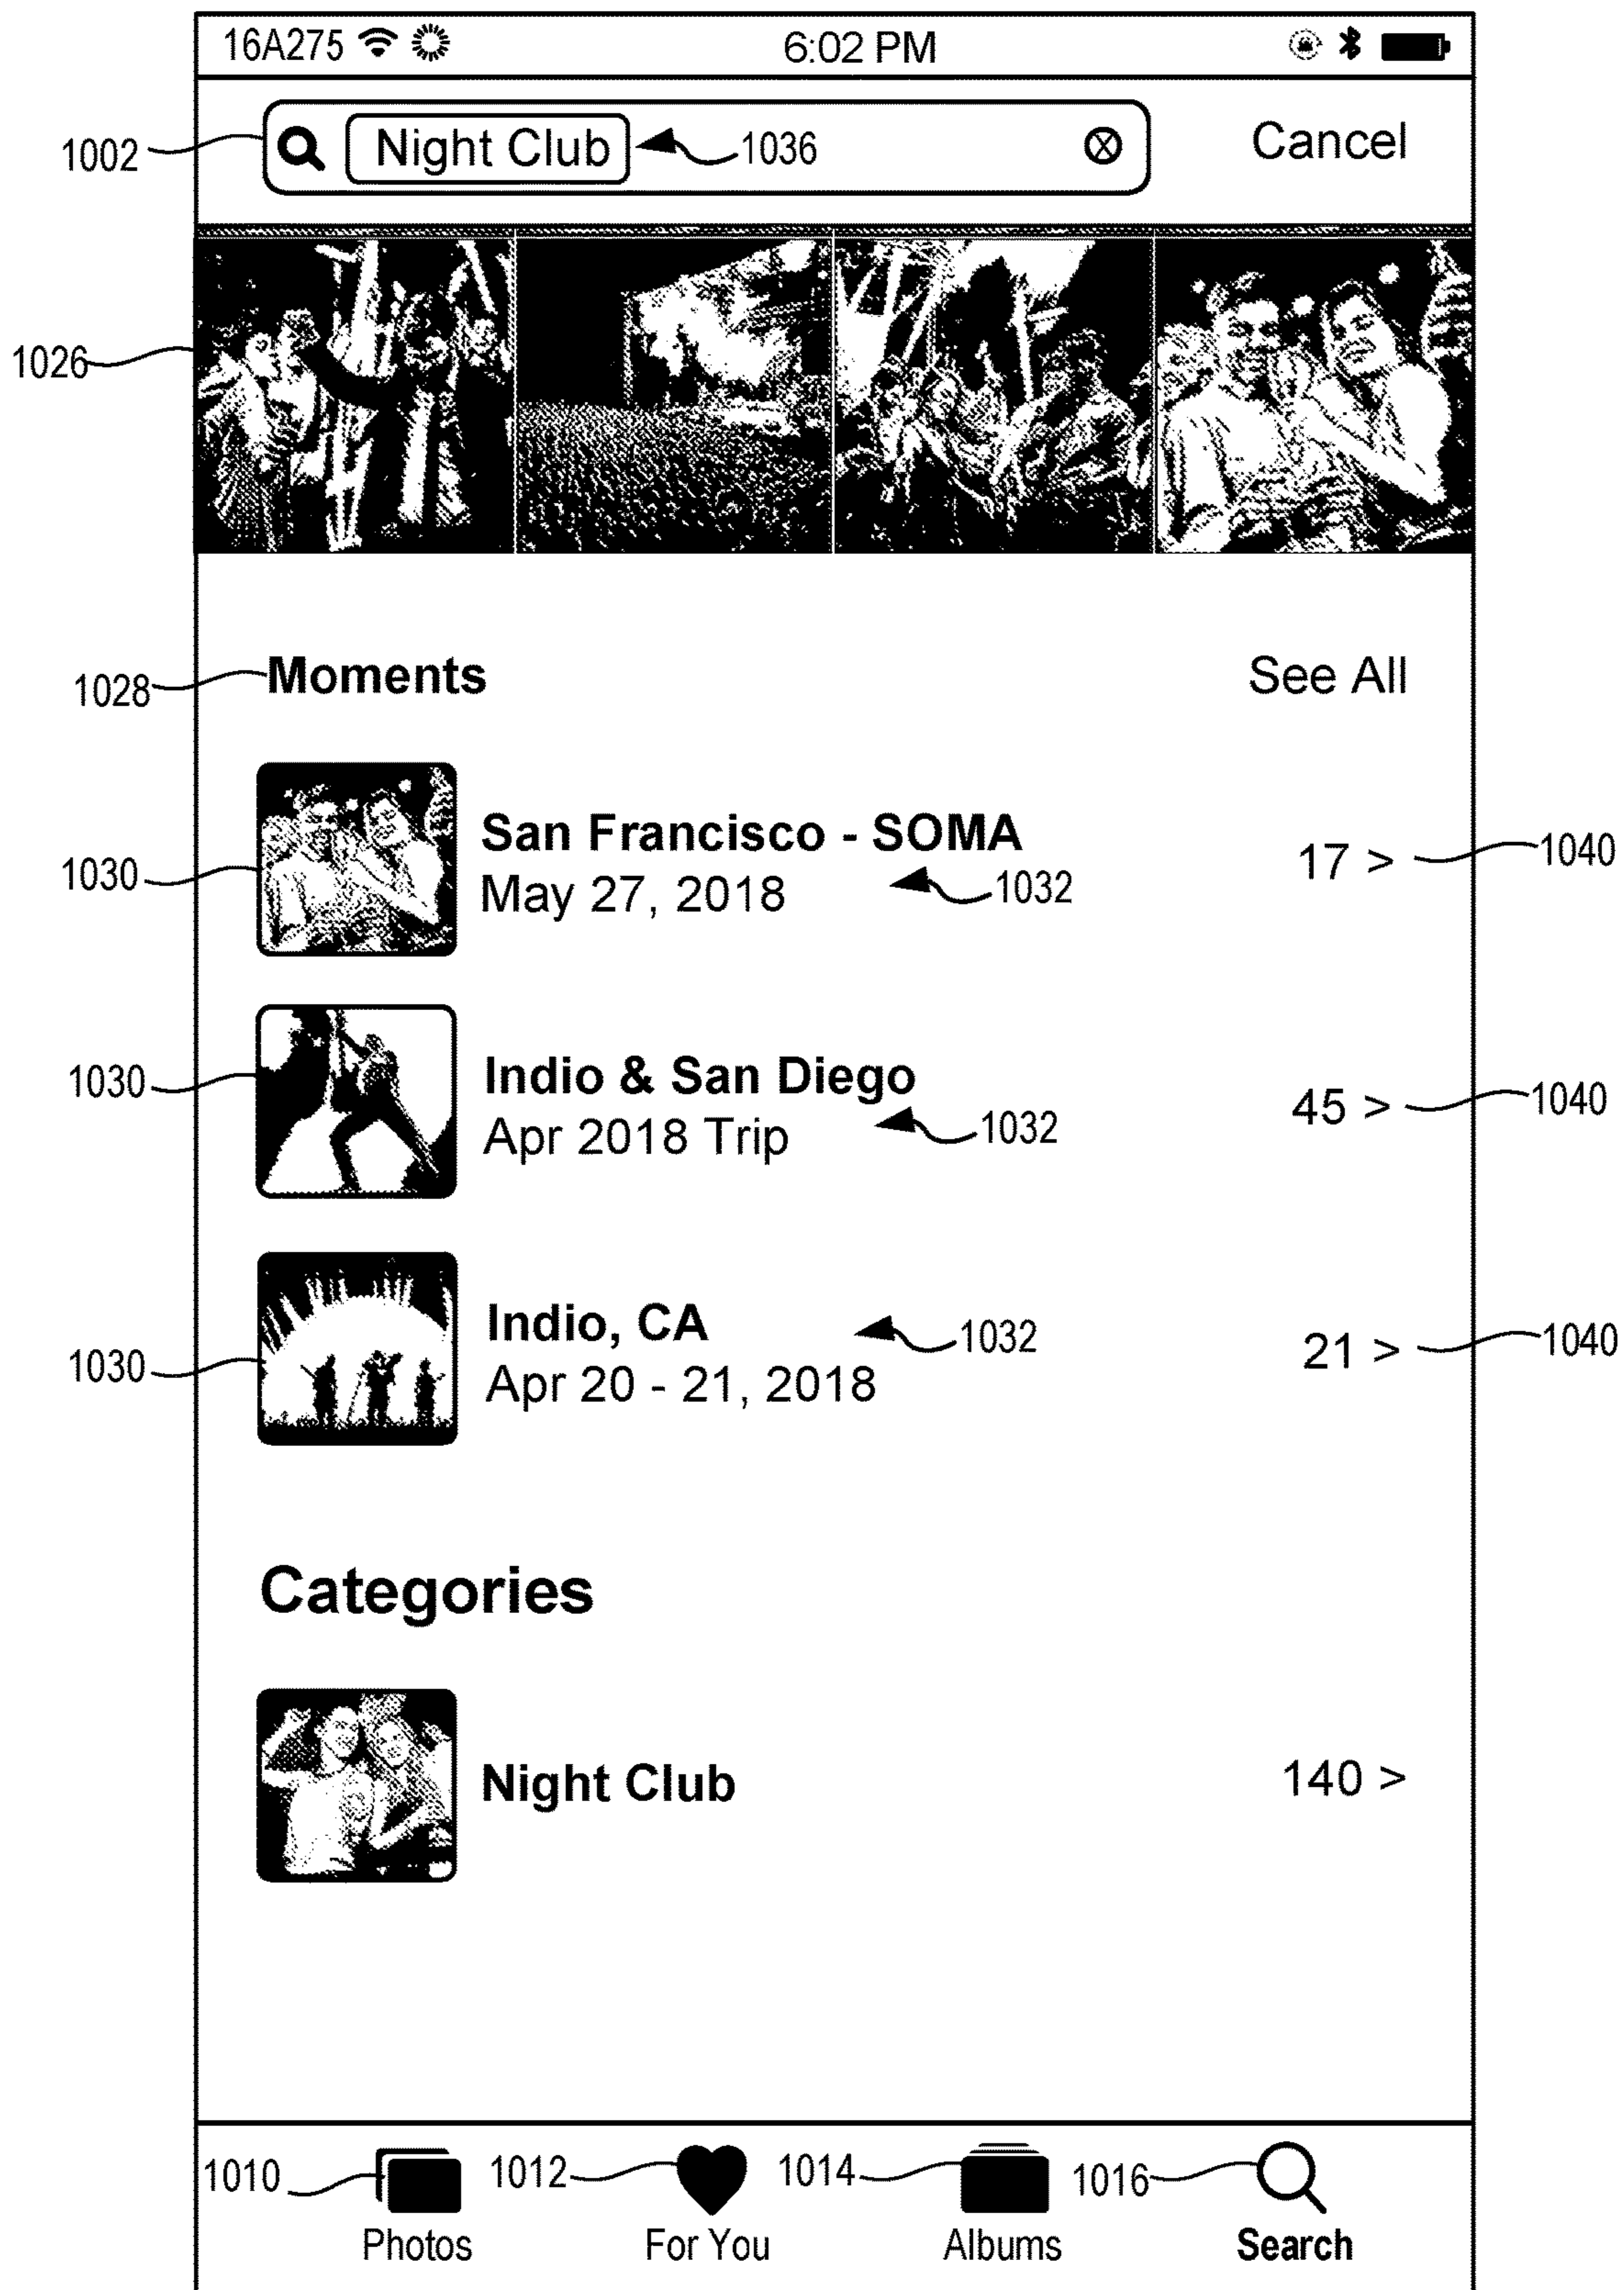 16A275 6:02 PM
1002 Night Club 1036 Cancel
1026
1028 Moments See All
San Francisco - SOMA
1030 May 27, 2018 1032 17 > 1040
Indio & San Diego
1030 Apr 2018 Trip 1032 45 > 1040
Indio, CA 1032 21 > 1040
1030 Apr 20 - 21, 2018
Categories
Night Club 140 >
1010 1012 1014 1016
Photos For You Albums Search